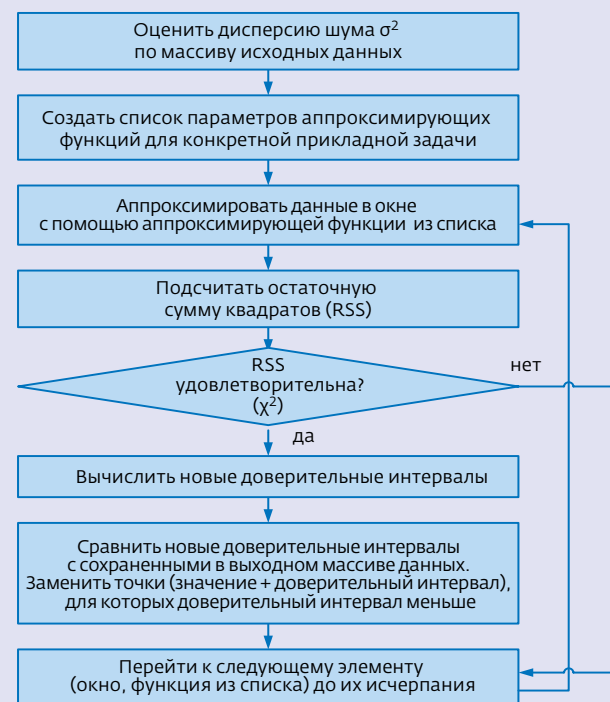 Оценить дисперсию шума σ²
по массиву исходных данных
Создать список параметров аппроксимирующих
функций для конкретной прикладной задачи
Аппроксимировать данные в окне
с помощью аппроксимирующей функции из списка
Подсчитать остаточную
сумму квадратов (RSS)
RSS
удовлетворительна?
(χ²)
нет
да
Вычислить новые доверительные интервалы
Сравнить новые доверительные интервалы
с сохраненными в выходном массиве данных.
Заменить точки (значение + доверительный интервал),
для которых доверительный интервал меньше
Перейти к следующему элементу
(окно, функция из списка) до их исчерпания